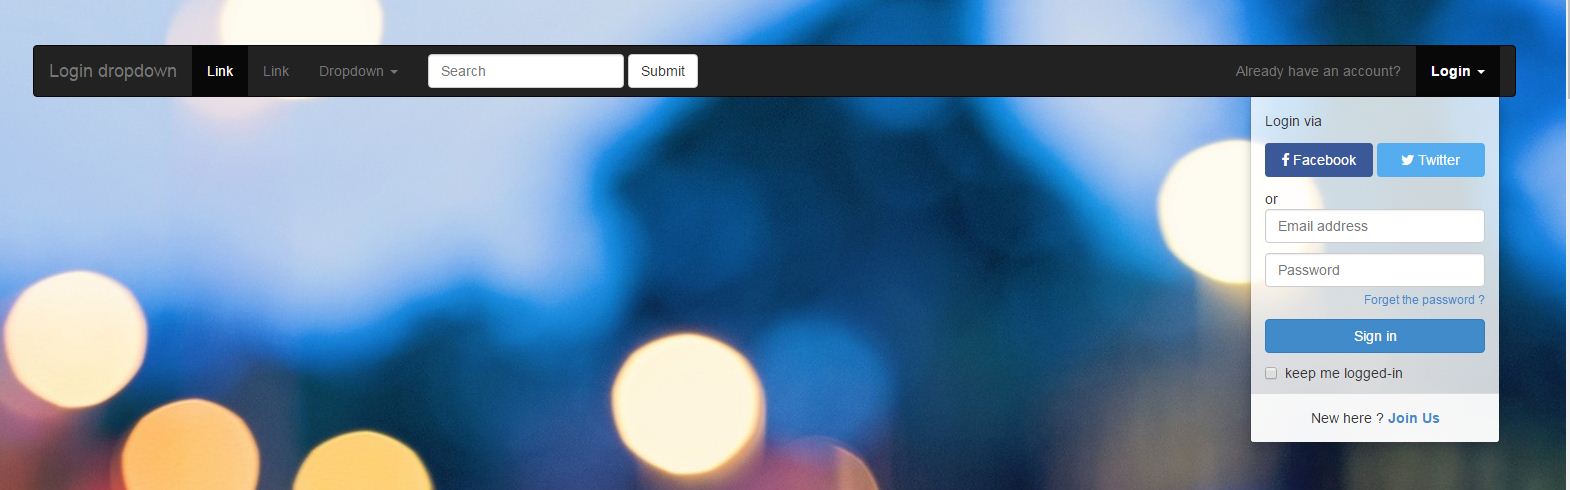 Login dropdown Link Link Dropdown Search Submit Already have an account? Login
Login via
Facebook Twitter
or
Email address
Password
Forget the password ?
Sign in
keep me logged-in
New here ? Join Us